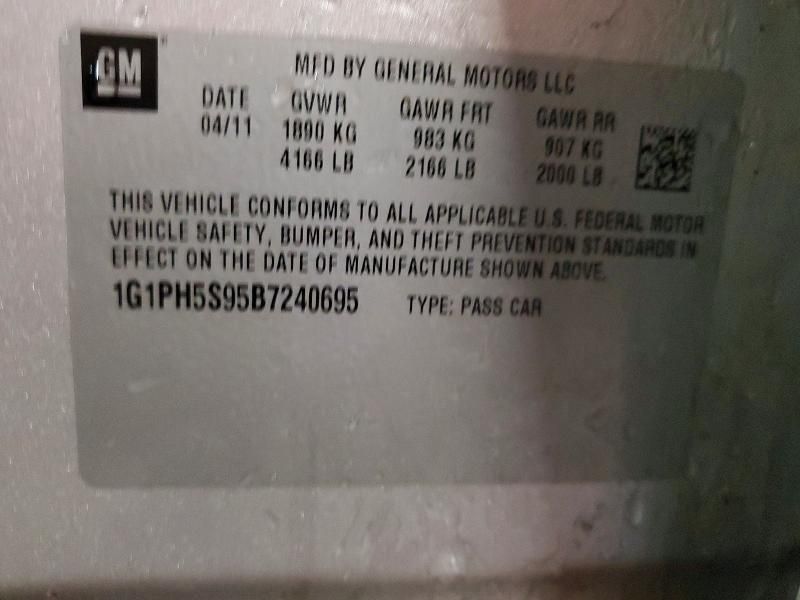 GM
MFD BY GENERAL MOTORS LLC
DATE GVWR GAWR FRT GAWR RR
04/11 1890 KG 983 KG 907 KG
4166 LB 2166 LB 2000 LB
THIS VEHICLE CONFORMS TO ALL APPLICABLE U.S. FEDERAL MOTOR
VEHICLE SAFETY, BUMPER, AND THEFT PREVENTION STANDARDS IN
EFFECT ON THE DATE OF MANUFACTURE SHOWN ABOVE.
1G1PH5S95B7240695 TYPE: PASS CAR